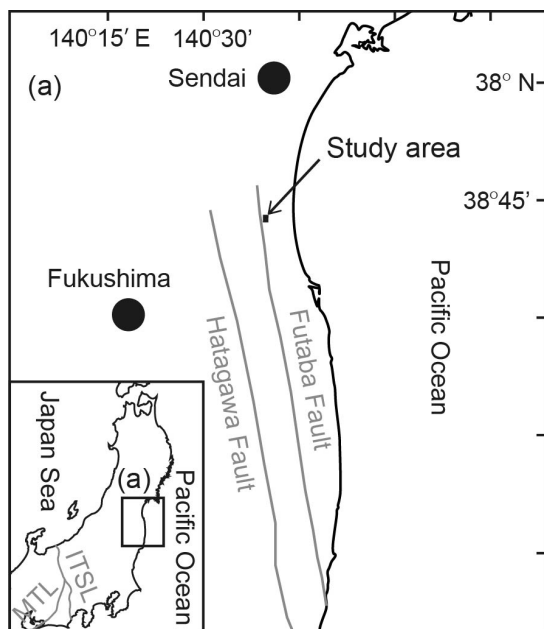 140°15' E
140°30'
(a)
Sendai
38° N
Study area
38°45'
Fukushima
Pacific Ocean
Hatagawa Fault
Futaba Fault
Japan Sea
(a)
Pacific Ocean
MTL
ITSL